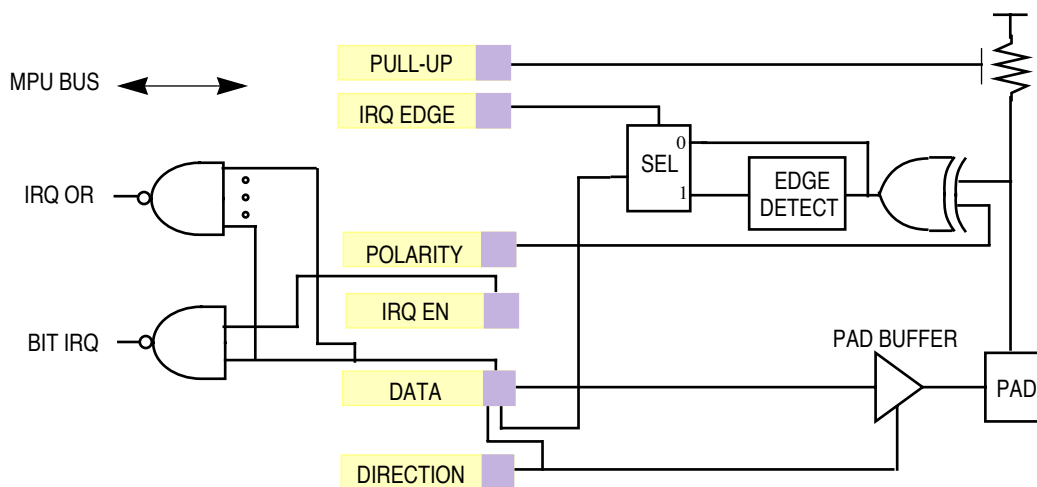 PULL-UP
MPU BUS
IRQ EDGE
0
SEL
1
EDGE
DETECT
IRQ OR
POLARITY
IRQ EN
BIT IRQ
PAD BUFFER
DATA
PAD
DIRECTION